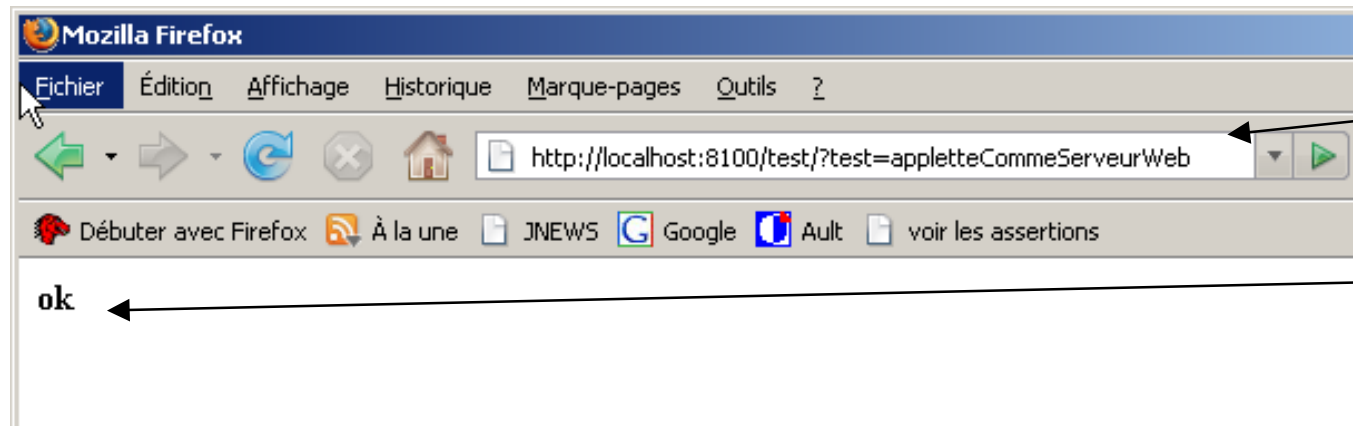 Mozilla Firefox
Fichier Édition Affichage Historique Marque-pages Outils ?
http://localhost:8100/test/?test=appletteCommeServeurWeb
Débuter avec Firefox À la une JNEWS G Google Ault voir les assertions
ok